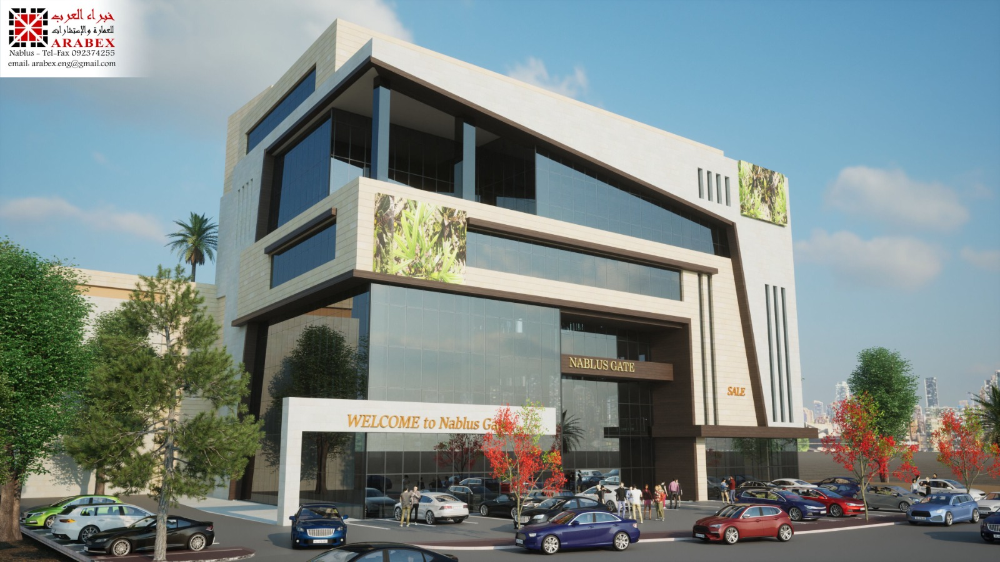 خبراء العرب
للعمارة والإستشارات
ARABEX
Nablus - Tel-Fax 092374255
email: arabex.eng@gmail.com
NABLUS GATE
SALE
WELCOME to Nablus